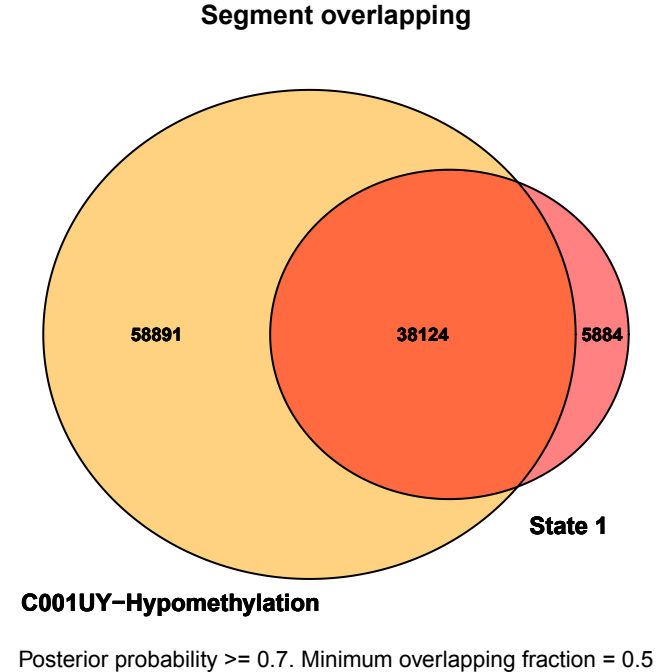 Segment overlapping
58891
38124
5884
State 1
C001UY−Hypomethylation
Posterior probability >= 0.7. Minimum overlapping fraction = 0.5